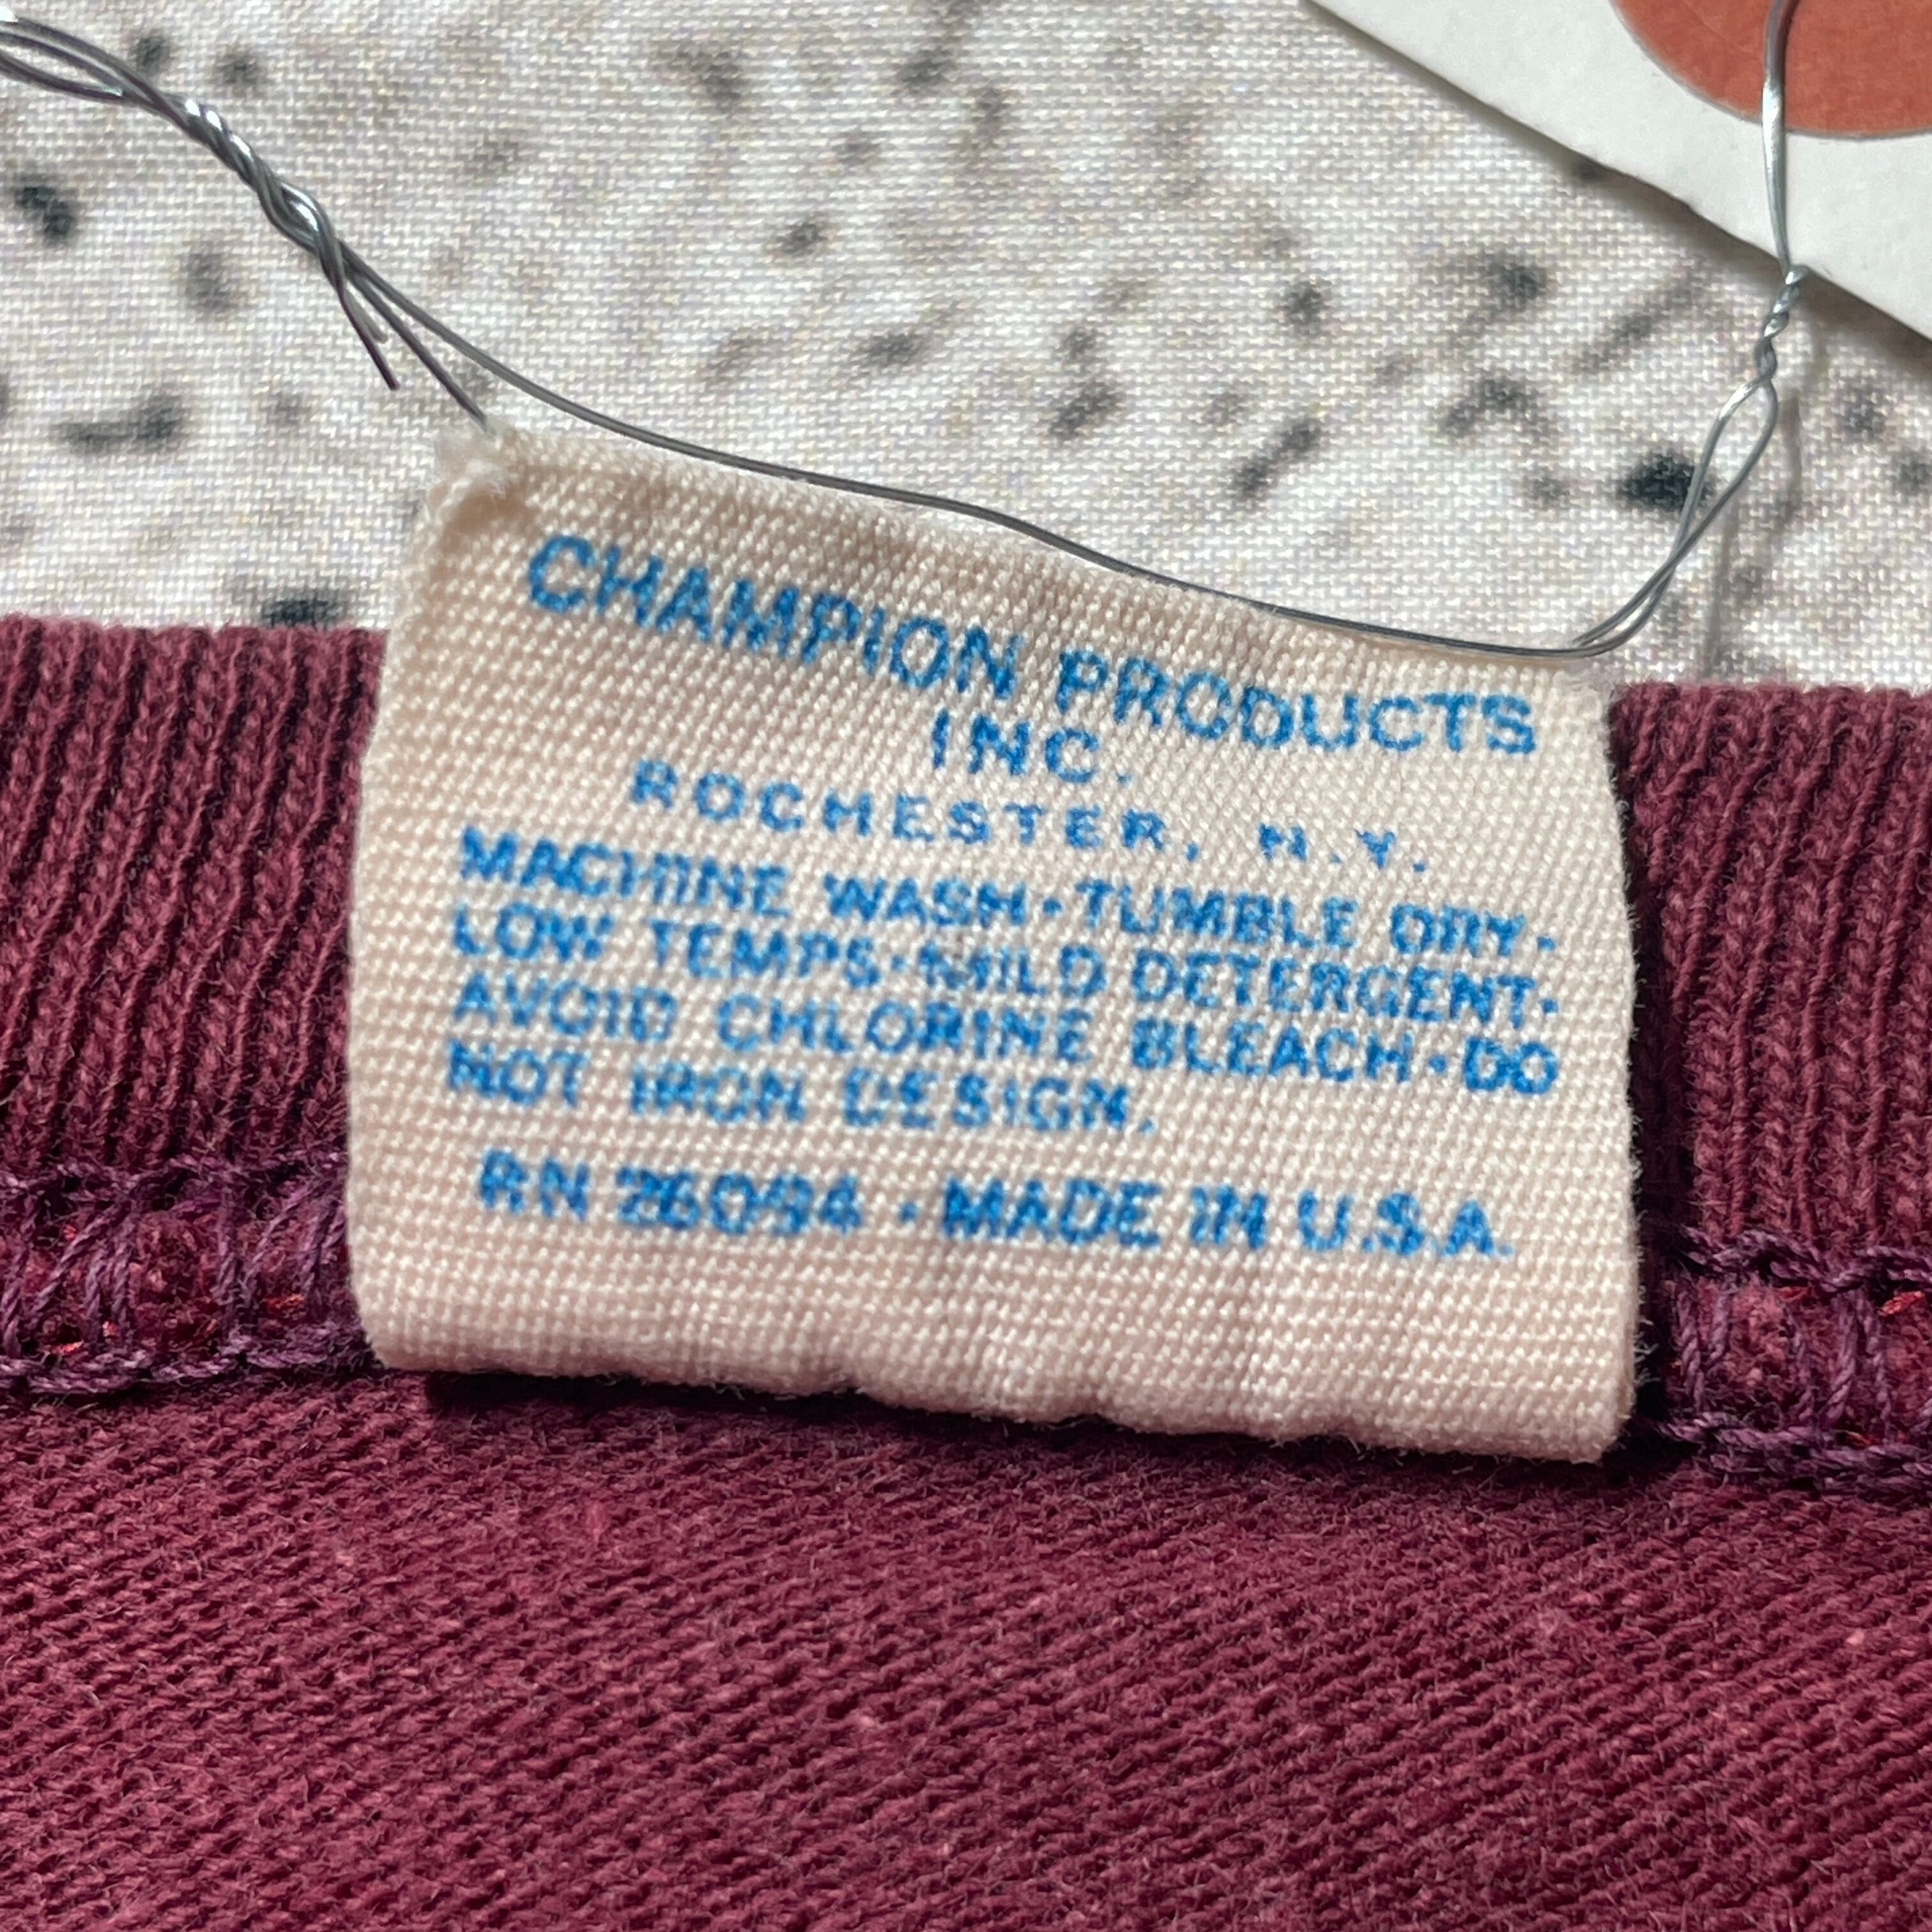 CHAMPION PRODUCTS
INC.
ROCHESTER, N.Y.
MACHINE WASH•TUMBLE DRY•
LOW TEMPS•MILD DETERGENT•
AVOID CHLORINE BLEACH•DO
NOT IRON DESIGN.
RN 26094 • MADE IN U.S.A.